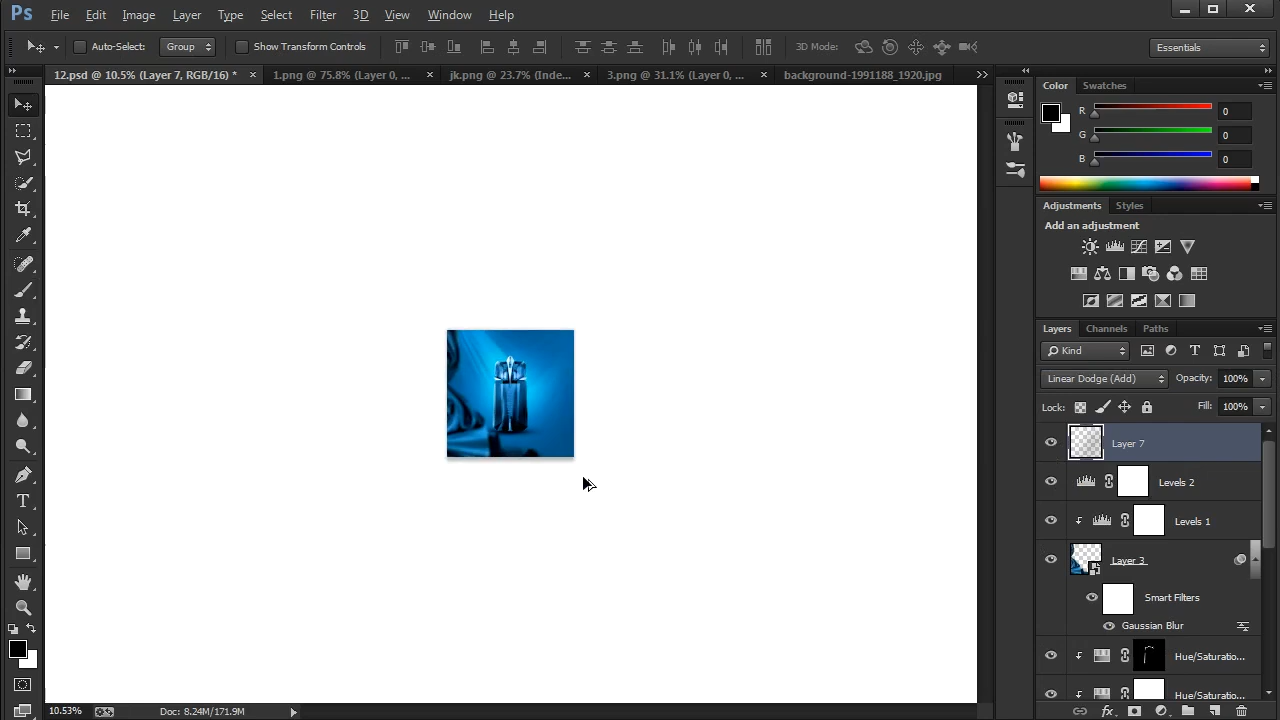 Ps File Edit Image Layer Type Select Filter 3D View Window Help
Auto-Select: Group Show Transform Controls 3D Mode: Essentials
12.psd @ 10.5% (Layer 7, RGB/16) * × 1.png @ 75.8% (Layer 0, ... × jk.png @ 23.7% (Inde... × 3.png @ 31.1% (Layer 0, ... × background-1991188_1920.jpg
Color Swatches
R 0
G 0
B 0
Adjustments Styles
Add an adjustment
Layers Channels Paths
Kind
Linear Dodge (Add) Opacity: 100%
Lock: Fill: 100%
Layer 7
Levels 2
Levels 1
Layer 3
Smart Filters
Gaussian Blur
Hue/Saturatio...
Hue/Saturatio...
10.53% Doc: 8.24M/171.9M